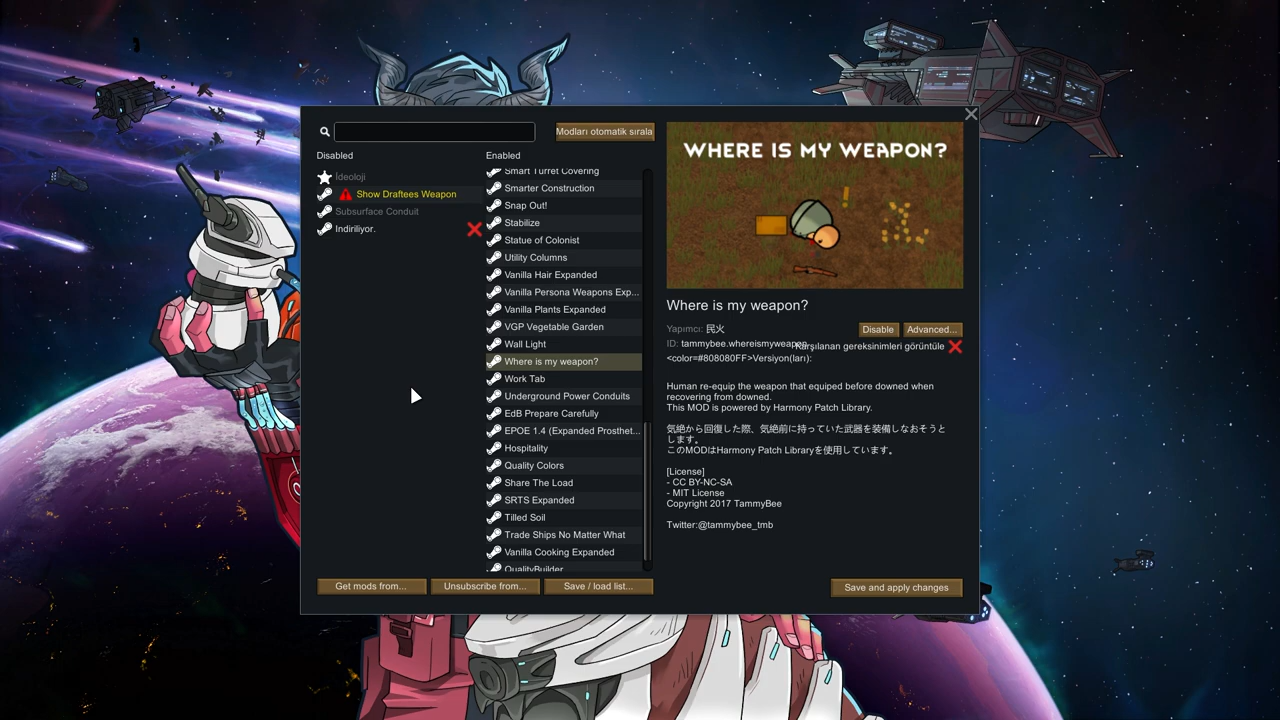 Modları otomatik sırala
Disabled
Enabled
İdeoloji
Show Draftees Weapon
Subsurface Conduit
Indiriliyor.
Smart Turret Covering
Smarter Construction
Snap Out!
Stabilize
Statue of Colonist
Utility Columns
Vanilla Hair Expanded
Vanilla Persona Weapons Exp...
Vanilla Plants Expanded
VGP Vegetable Garden
Wall Light
Where is my weapon?
Work Tab
Underground Power Conduits
EdB Prepare Carefully
EPOE 1.4 (Expanded Prosthet...
Hospitality
Quality Colors
Share The Load
SRTS Expanded
Tilled Soil
Trade Ships No Matter What
Vanilla Cooking Expanded
QualityBuilder
Get mods from...
Unsubscribe from...
Save / load list...
WHERE IS MY WEAPON?
Where is my weapon?
Yapımcı: 民火
Disable
Advanced...
ID: tammybee.whereismyweapon
Karşılanan gereksinimleri görüntüle
<color=#808080FF>Versiyon(ları):
Human re-equip the weapon that equiped before downed when
recovering from downed.
This MOD is powered by Harmony Patch Library.
気絶から回復した際、気絶前に持っていた武器を装備しなおそうと
します。
このMODはHarmony Patch Libraryを使用しています。
[License]
- CC BY-NC-SA
- MIT License
Copyright 2017 TammyBee
Twitter:@tammybee_tmb
Save and apply changes